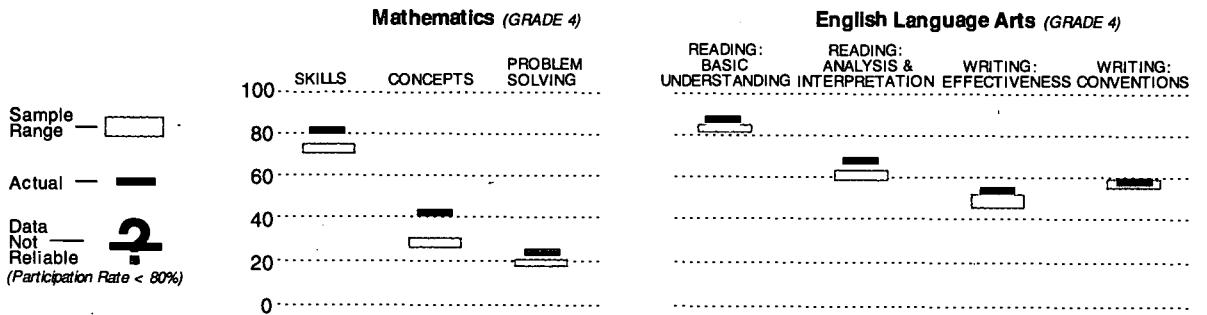 Mathematics (GRADE 4)
English Language Arts (GRADE 4)
SKILLS
CONCEPTS
PROBLEM
SOLVING
READING:
BASIC
UNDERSTANDING
READING:
ANALYSIS &
INTERPRETATION
WRITING:
EFFECTIVENESS
WRITING:
CONVENTIONS
100
80
60
40
20
0
Sample
Range
Actual
Data
Not
Reliable
?
(Participation Rate < 80%)